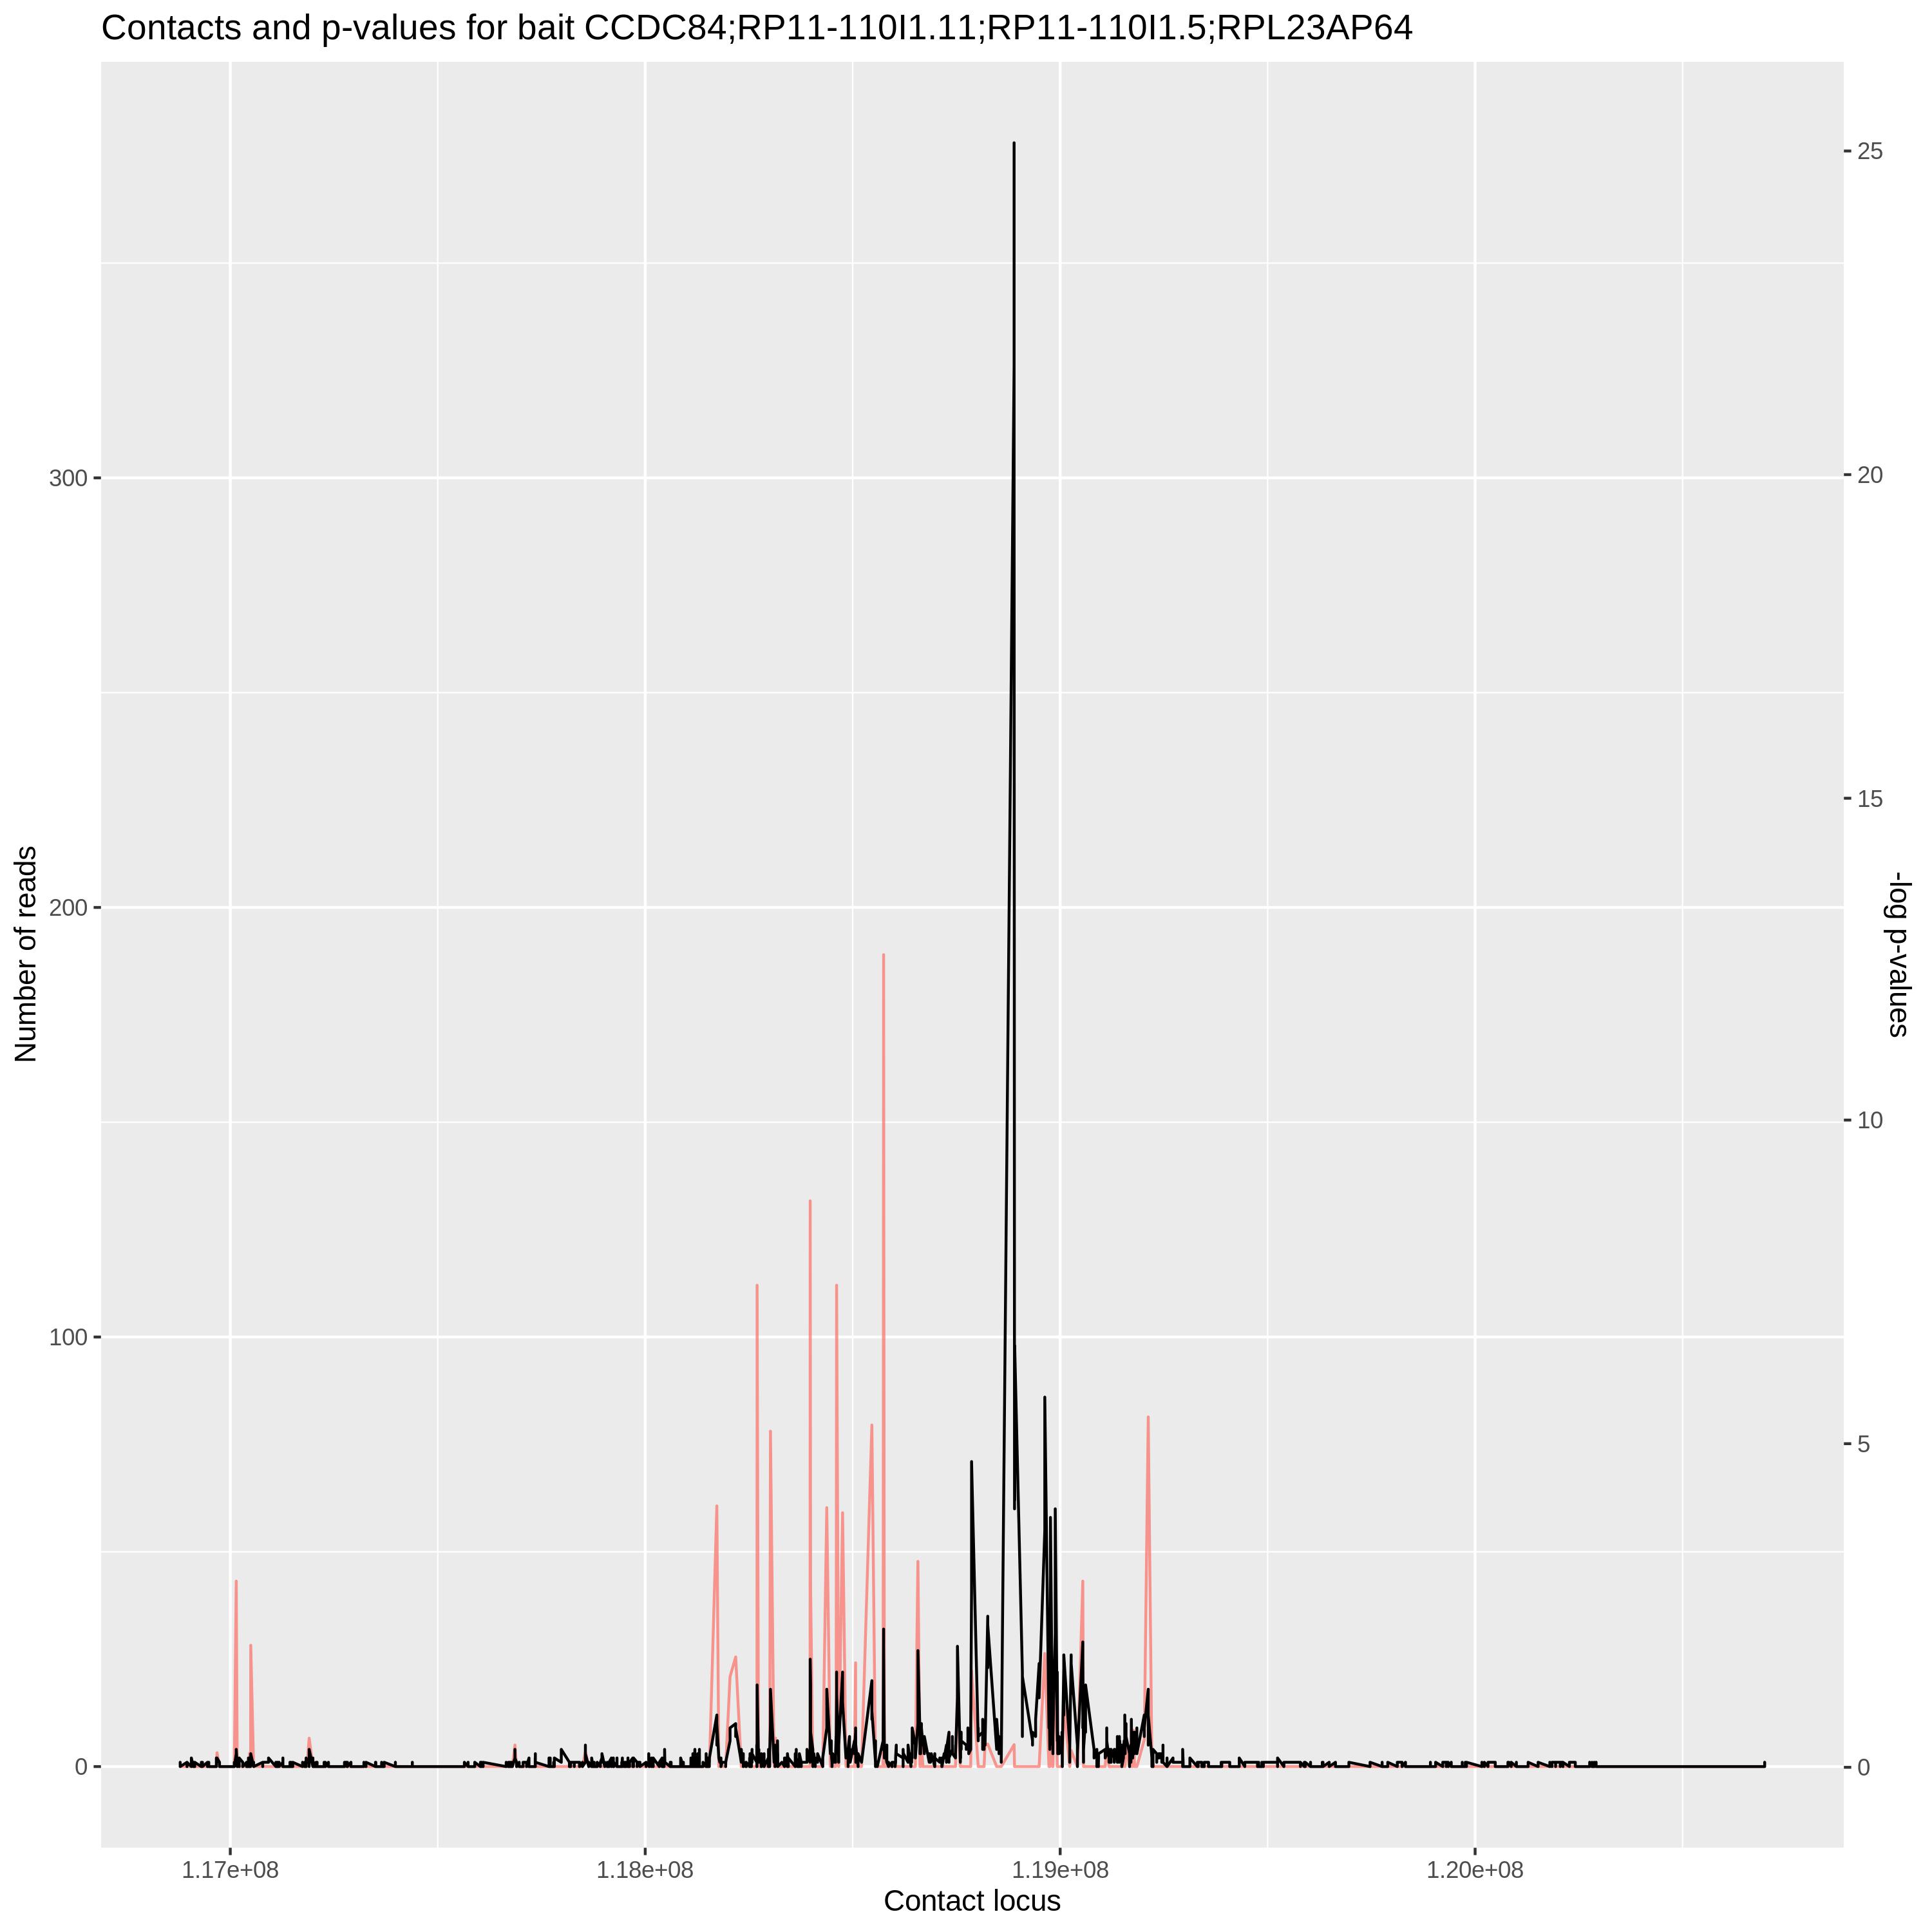 Contacts and p-values for bait CCDC84;RP11-110I1.11;RP11-110I1.5;RPL23AP64
Number of reads
300
200
100
0
25
20
15
10
5
0
-log p-values
1.17e+08
1.18e+08
1.19e+08
1.20e+08
Contact locus